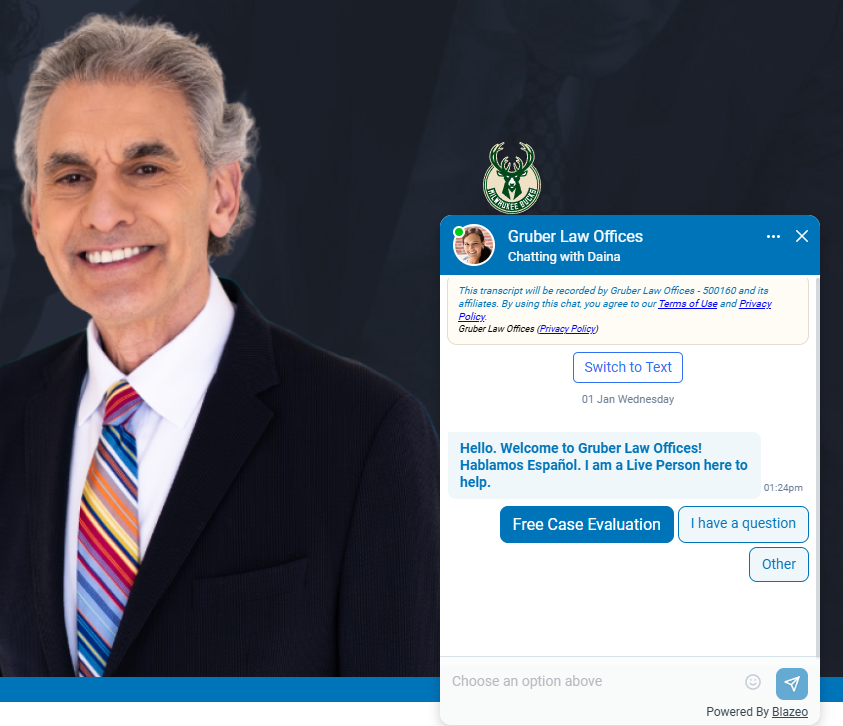 MILWAUKEE BUCKS
Gruber Law Offices
Chatting with Daina
This transcript will be recorded by Gruber Law Offices - 500160 and its
affiliates. By using this chat, you agree to our Terms of Use and Privacy
Policy.
Gruber Law Offices (Privacy Policy)
Switch to Text
01 Jan Wednesday
Hello. Welcome to Gruber Law Offices!
Hablamos Español. I am a Live Person here to
help.
01:24pm
Free Case Evaluation
I have a question
Other
Choose an option above
Powered By Blazeo